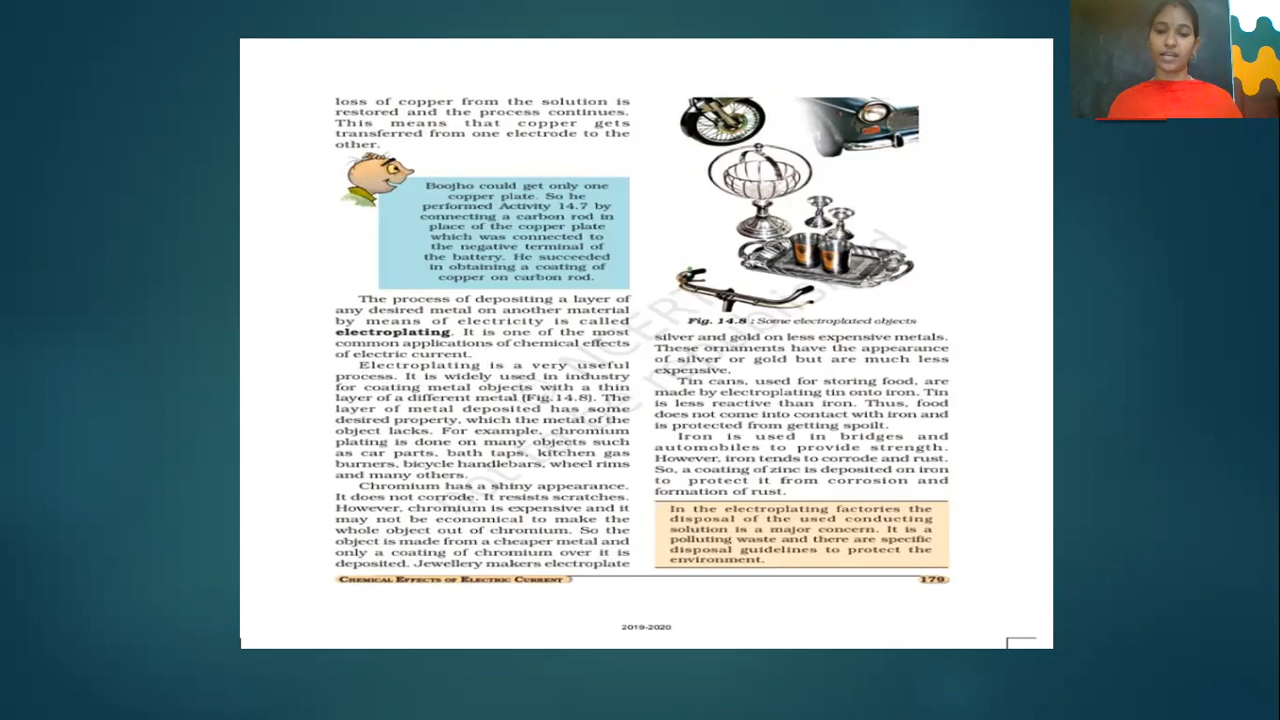 loss of copper from the solution is
restored and the process continues.
This means that copper gets
transferred from one electrode to the
other.
Boojho could get only one
copper plate. So he
performed Activity 14.7 by
connecting a carbon rod in
place of the copper plate
which was connected to
the negative terminal of
the battery. He succeeded
in obtaining a coating of
copper on carbon rod.
The process of depositing a layer of
any desired metal on another material
by means of electricity is called
electroplating. It is one of the most
common applications of chemical effects
of electric current.
Electroplating is a very useful
process. It is widely used in industry
for coating metal objects with a thin
layer of a different metal (Fig.14.8). The
layer of metal deposited has some
desired property, which the metal of the
object lacks. For example, chromium
plating is done on many objects such
as car parts, bath taps, kitchen gas
burners, bicycle handlebars, wheel rims
and many others.
Chromium has a shiny appearance.
It does not corrode. It resists scratches.
However, chromium is expensive and it
may not be economical to make the
whole object out of chromium. So the
object is made from a cheaper metal and
only a coating of chromium over it is
deposited. Jewellery makers electroplate
Fig. 14.8 : Some electroplated objects
silver and gold on less expensive metals.
These ornaments have the appearance
of silver or gold but are much less
expensive.
Tin cans, used for storing food, are
made by electroplating tin onto iron. Tin
is less reactive than iron. Thus, food
does not come into contact with iron and
is protected from getting spoilt.
Iron is used in bridges and
automobiles to provide strength.
However, iron tends to corrode and rust.
So, a coating of zinc is deposited on iron
to protect it from corrosion and
formation of rust.
In the electroplating factories the
disposal of the used conducting
solution is a major concern. It is a
polluting waste and there are specific
disposal guidelines to protect the
environment.
CHEMICAL EFFECTS OF ELECTRIC CURRENT
179
2019-2020